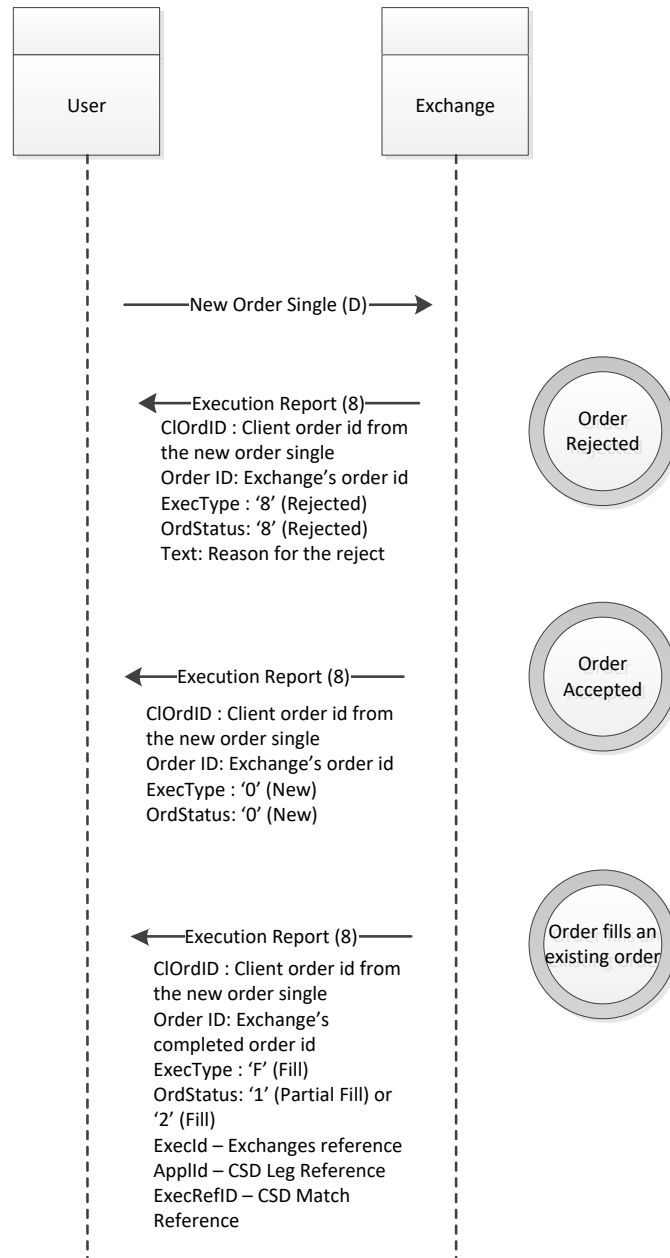 User
Exchange
New Order Single (D)
Execution Report (8)
ClOrdID : Client order id from
the new order single
Order ID: Exchange’s order id
ExecType : ‘8’ (Rejected)
OrdStatus: ‘8’ (Rejected)
Text: Reason for the reject
Order
Rejected
Execution Report (8)
ClOrdID : Client order id from
the new order single
Order ID: Exchange’s order id
ExecType : ‘0’ (New)
OrdStatus: ‘0’ (New)
Order
Accepted
Execution Report (8)
ClOrdID : Client order id from
the new order single
Order ID: Exchange’s
completed order id
ExecType : ‘F’ (Fill)
OrdStatus: ‘1’ (Partial Fill) or
‘2’ (Fill)
ExecId – Exchanges reference
ApplId – CSD Leg Reference
ExecRefID – CSD Match
Reference
Order fills an
existing order